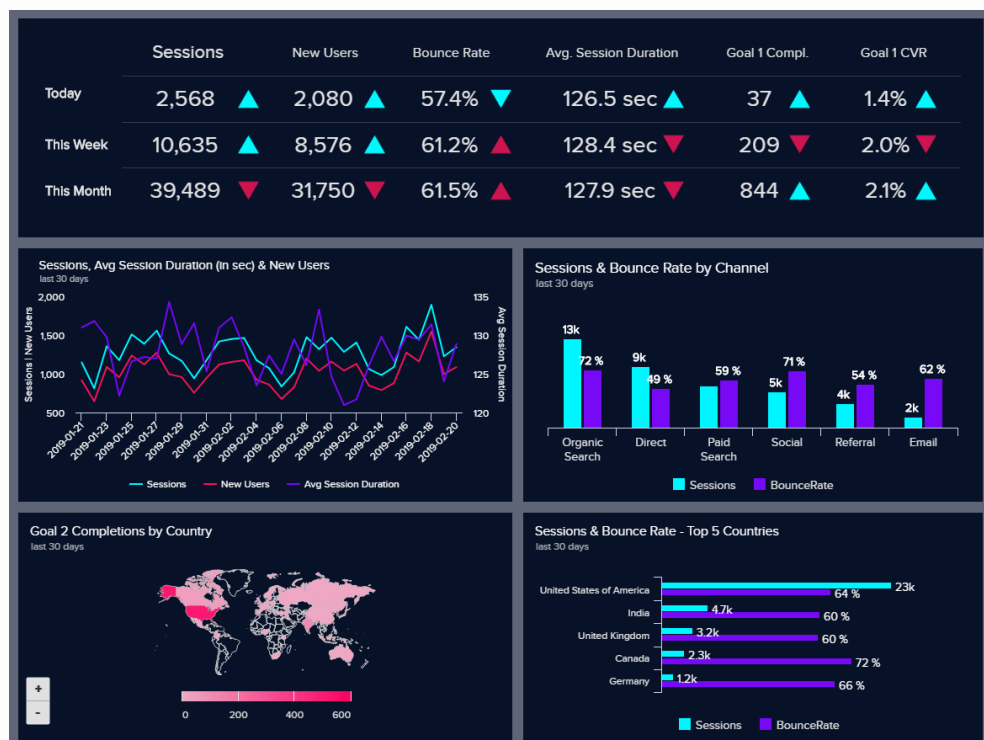 Sessions New Users Bounce Rate Avg. Session Duration Goal 1 Compl. Goal 1 CVR
Today 2,568 2,080 57.4% 126.5 sec 37 1.4%
This Week 10,635 8,576 61.2% 128.4 sec 209 2.0%
This Month 39,489 31,750 61.5% 127.9 sec 844 2.1%
Sessions, Avg Session Duration (in sec) & New Users
last 30 days
Sessions | New Users
2,000
1,500
1000
500
135
130
125
120
Avg Session Duration
2019-01-21
2019-01-23
2019-01-25
2019-01-27
2019-01-29
2019-01-31
2019-02-02
2019-02-04
2019-02-06
2019-02-08
2019-02-10
2019-02-12
2019-02-14
2019-02-16
2019-02-18
2019-02-20
Sessions New Users Avg Session Duration
Sessions & Bounce Rate by Channel
last 30 days
13k 72 % 9k 49 % 59 % 5k 71 % 4k 54 % 2k 62 %
Organic Search
Direct
Paid Search
Social
Referral
Email
Sessions BounceRate
Goal 2 Completions by Country
last 30 days
+
-
0 200 400 600
Sessions & Bounce Rate - Top 5 Countries
last 30 days
United States of America 23k 64 %
India 4.7k 60 %
United Kingdom 3.2k 60 %
Canada 2.3k 72 %
Germany 1.2k 66 %
Sessions BounceRate